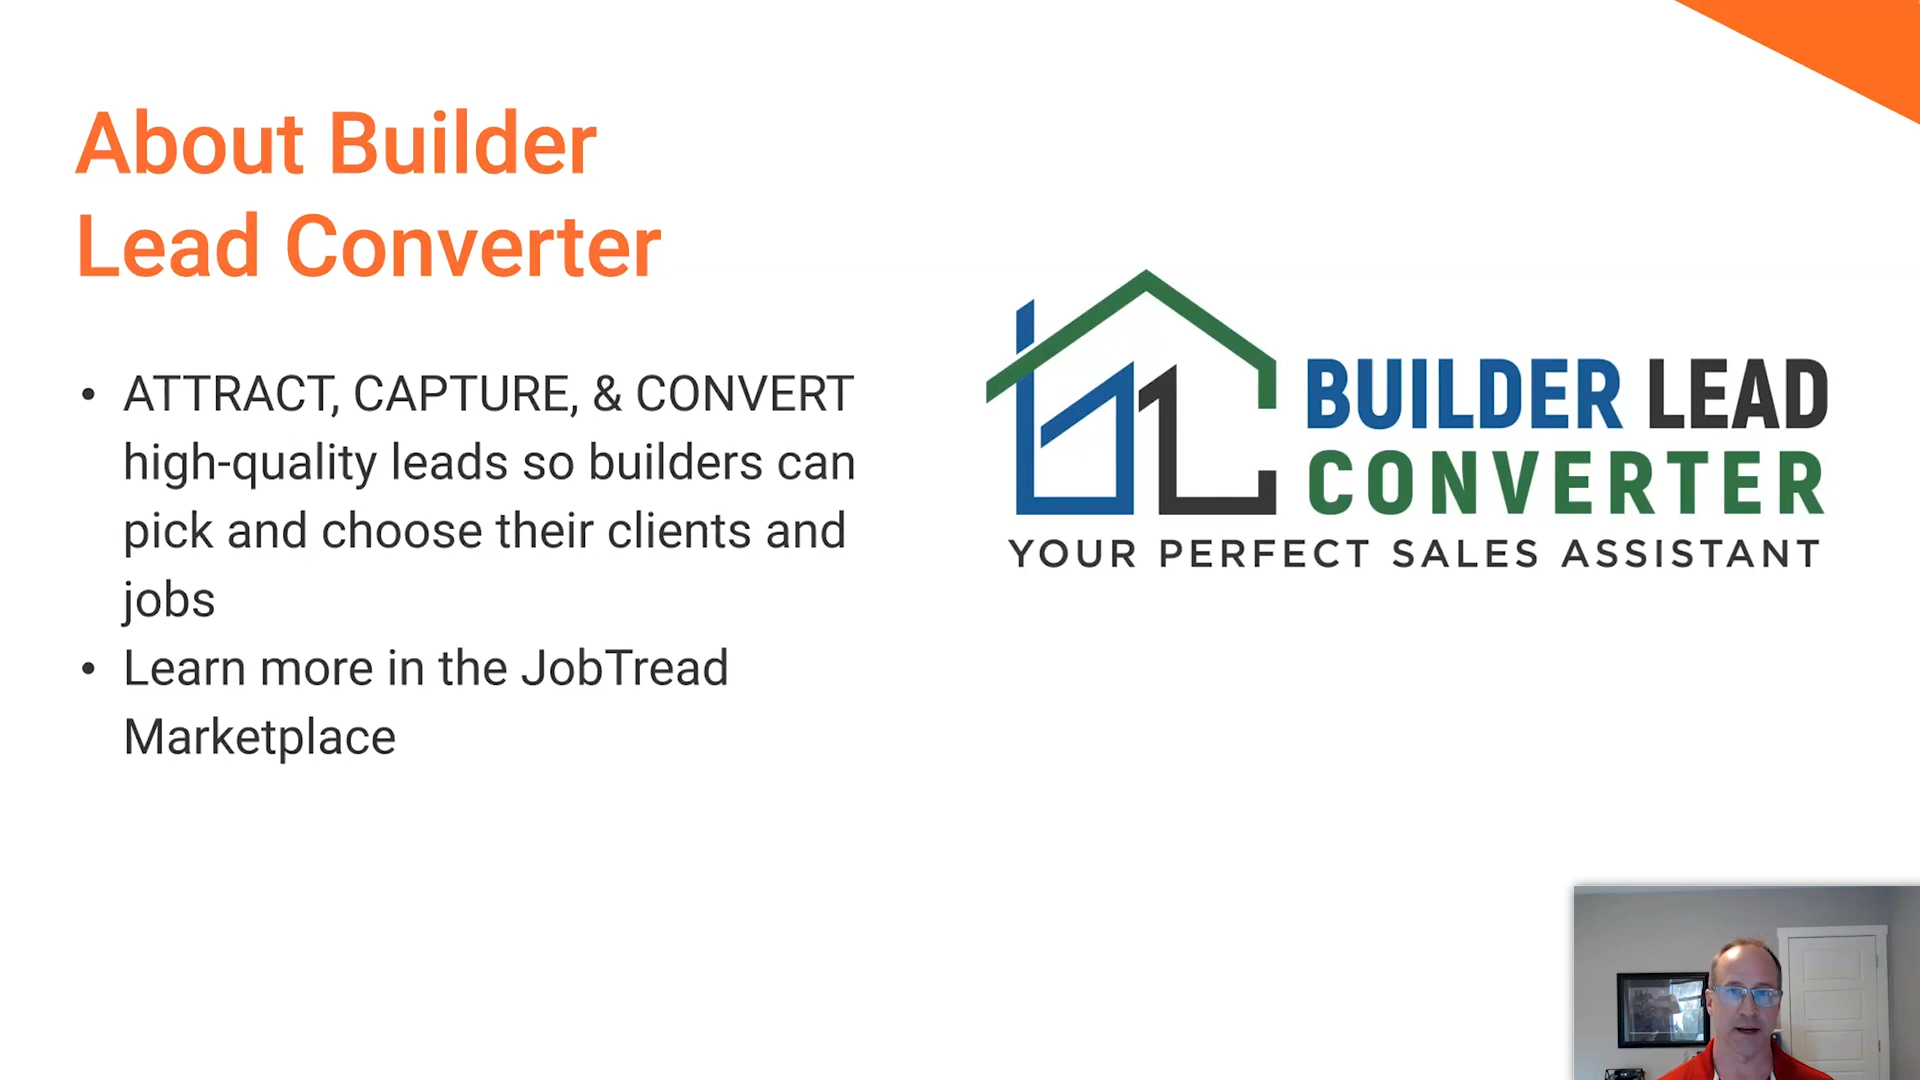 About Builder
Lead Converter
• ATTRACT, CAPTURE, & CONVERT
high-quality leads so builders can
pick and choose their clients and
jobs
• Learn more in the JobTread
Marketplace
BUILDER LEAD
CONVERTER
YOUR PERFECT SALES ASSISTANT